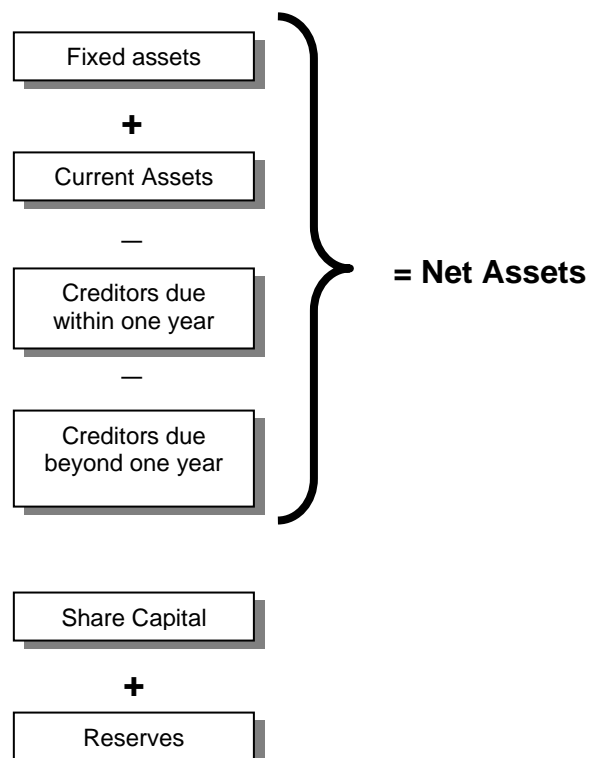 Fixed assets
+
Current Assets
–
Creditors due
within one year
= Net Assets
–
Creditors due
beyond one year
Share Capital
+
Reserves